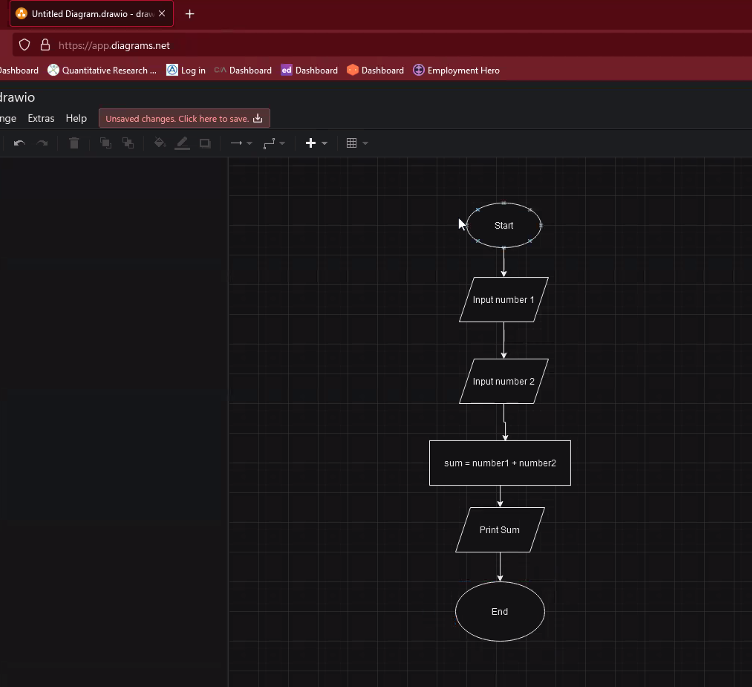 Untitled Diagram.drawio - draw
https://app.diagrams.net
Dashboard Quantitative Research ... Log in C/A Dashboard ed Dashboard Dashboard Employment Hero
drawio
nge Extras Help Unsaved changes. Click here to save.
Start
Input number 1
Input number 2
sum = number1 + number2
Print Sum
End